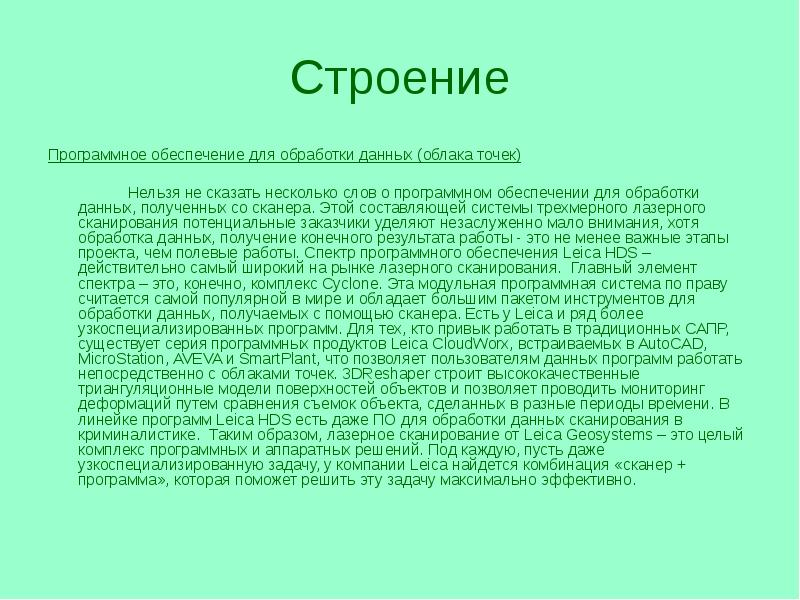 Строение
Программное обеспечение для обработки данных (облака точек)
Нельзя не сказать несколько слов о программном обеспечении для обработки
данных, полученных со сканера. Этой составляющей системы трехмерного лазерного
сканирования потенциальные заказчики уделяют незаслуженно мало внимания, хотя
обработка данных, получение конечного результата работы - это не менее важные этапы
проекта, чем полевые работы. Спектр программного обеспечения Leica HDS –
действительно самый широкий на рынке лазерного сканирования.  Главный элемент
спектра – это, конечно, комплекс Cyclone. Эта модульная программная система по праву
считается самой популярной в мире и обладает большим пакетом инструментов для
обработки данных, получаемых с помощью сканера. Есть у Leica и ряд более
узкоспециализированных программ. Для тех, кто привык работать в традиционных САПР,
существует серия программных продуктов Leica CloudWorx, встраиваемых в AutoCAD,
MicroStation, AVEVA и SmartPlant, что позволяет пользователям данных программ работать
непосредственно с облаками точек. 3DReshaper строит высококачественные
триангуляционные модели поверхностей объектов и позволяет проводить мониторинг
деформаций путем сравнения съемок объекта, сделанных в разные периоды времени. В
линейке программ Leica HDS есть даже ПО для обработки данных сканирования в
криминалистике.  Таким образом, лазерное сканирование от Leica Geosystems – это целый
комплекс программных и аппаратных решений. Под каждую, пусть даже
узкоспециализированную задачу, у компании Leica найдется комбинация «сканер +
программа», которая поможет решить эту задачу максимально эффективно.